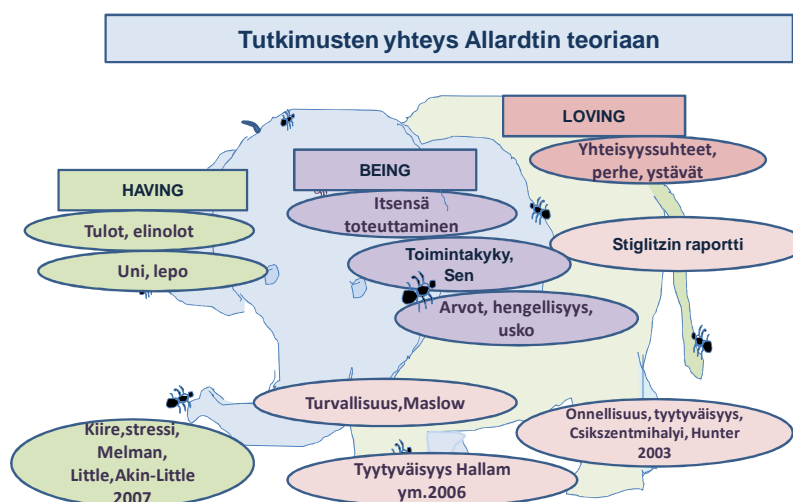 Tutkimusten yhteys Allardtin teoriaan
LOVING
Yhteisyyssuhteet,
perhe, ystävät
HAVING
BEING
Itsensä
toteuttaminen
Tulot, elinolot
Stiglitzin raportti
Toimintakyky,
Sen
Uni, lepo
Arvot, hengellisyys,
usko
Turvallisuus,Maslow
Onnellisuus, tyytyväisyys,
Csikszentmihalyi, Hunter
2003
Kiire,stressi,
Melman,
Little,Akin-Little
2007
Tyytyväisyys Hallam
ym.2006